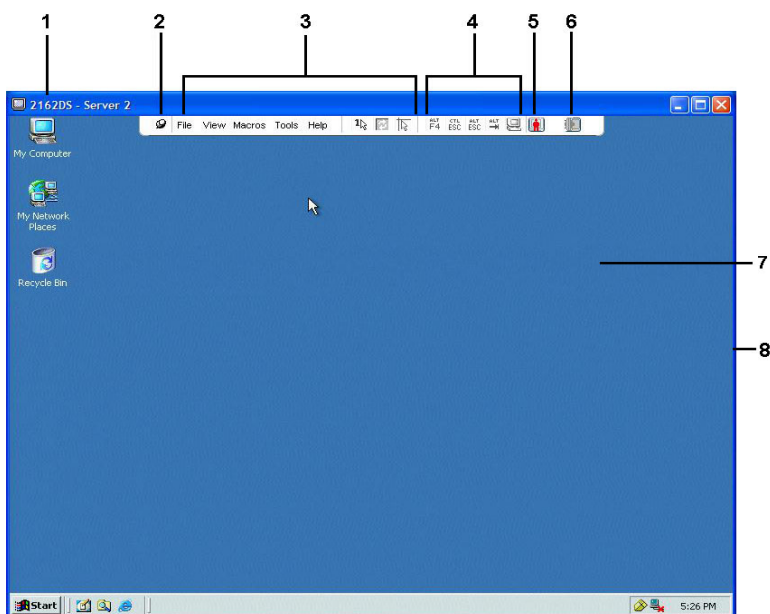 1 2 3 4 5 6
2162DS - Server 2
File View Macros Tools Help 1 ALT F4 CTL ESC ALT ESC ALT
My Computer
My Network Places
Recycle Bin
7
8
Start
5:26 PM